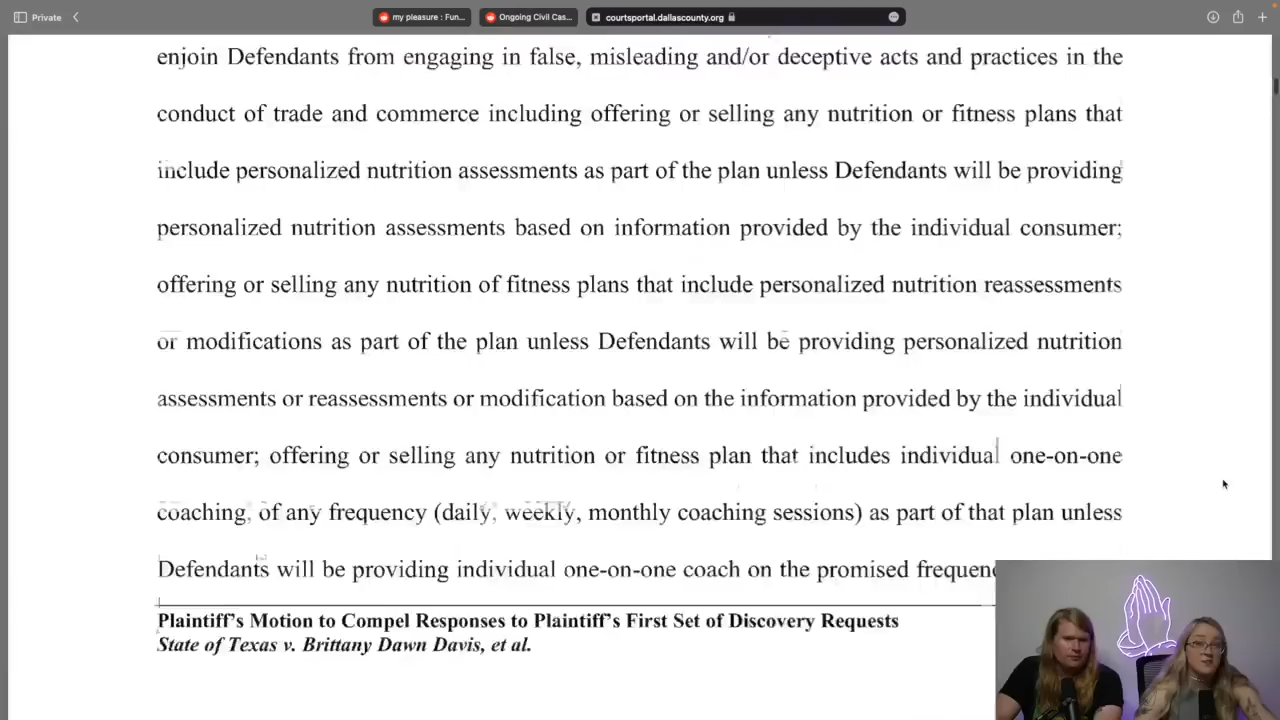 Private
my pleasure : Fun...
Ongoing Civil Cas...
courtsportal.dallascounty.org
enjoin Defendants from engaging in false, misleading and/or deceptive acts and practices in the
conduct of trade and commerce including offering or selling any nutrition or fitness plans that
include personalized nutrition assessments as part of the plan unless Defendants will be providing
personalized nutrition assessments based on information provided by the individual consumer;
offering or selling any nutrition of fitness plans that include personalized nutrition reassessments
or modifications as part of the plan unless Defendants will be providing personalized nutrition
assessments or reassessments or modification based on the information provided by the individual
consumer; offering or selling any nutrition or fitness plan that includes individual one-on-one
coaching, of any frequency (daily, weekly, monthly coaching sessions) as part of that plan unless
Defendants will be providing individual one-on-one coach on the promised frequenc
Plaintiff's Motion to Compel Responses to Plaintiff's First Set of Discovery Requests
State of Texas v. Brittany Dawn Davis, et al.